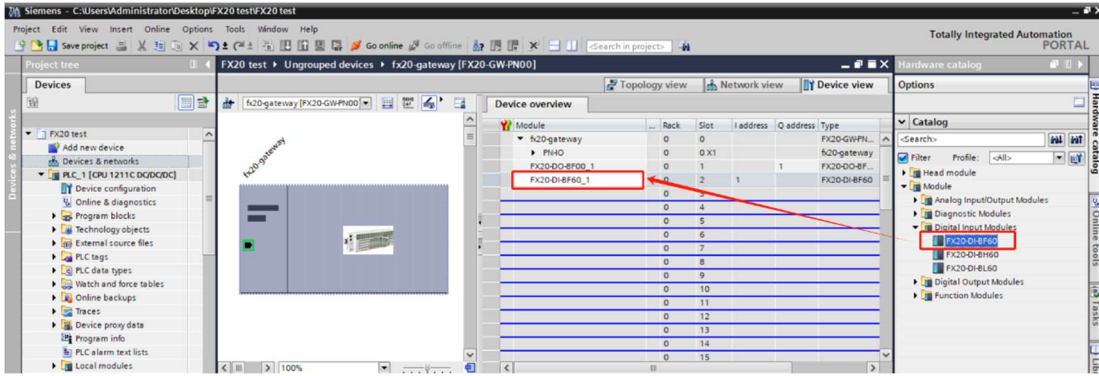 Siemens - C:\Users\Administrator\Desktop\FX20 test\FX20 test
Project Edit View Insert Online Options Tools Window Help
Totally Integrated Automation
PORTAL
Save project Go online Go offline <Search in project>
Project tree
Devices
FX20 test
Add new device
Devices & networks
PLC_1 [CPU 1211C DC/DC/DC]
Device configuration
Online & diagnostics
Program blocks
Technology objects
External source files
PLC tags
PLC data types
Watch and force tables
Online backups
Traces
Device proxy data
Program info
PLC alarm text lists
Local modules
Devices & networks
FX20 test Ungrouped devices fx20-gateway [FX20-GW-PN00]
Topology view Network view Device view
fx20-gateway [FX20-GW-PN00
fx20-gateway
100%
Device overview
Module ... Rack Slot I address Q address Type
fx20-gateway 0 0 FX20-GW-PN...
PN-IO 0 0 X1 fx20-gateway
FX20-DO-BF00_1 0 1 1 FX20-DO-BF...
FX20-DI-BF60_1 0 2 1 FX20-DI-BF60
0 3
0 4
0 5
0 6
0 7
0 8
0 9
0 10
0 11
0 12
0 13
0 14
0 15
Hardware catalog
Options
Catalog
<Search>
Filter Profile: <All>
Head module
Module
Analog Input/Output Modules
Diagnostic Modules
Digital Input Modules
FX20-DI-BF60
FX20-DI-BH60
FX20-DI-BL60
Digital Output Modules
Function Modules
Hardware catalog
Online tools
Tasks